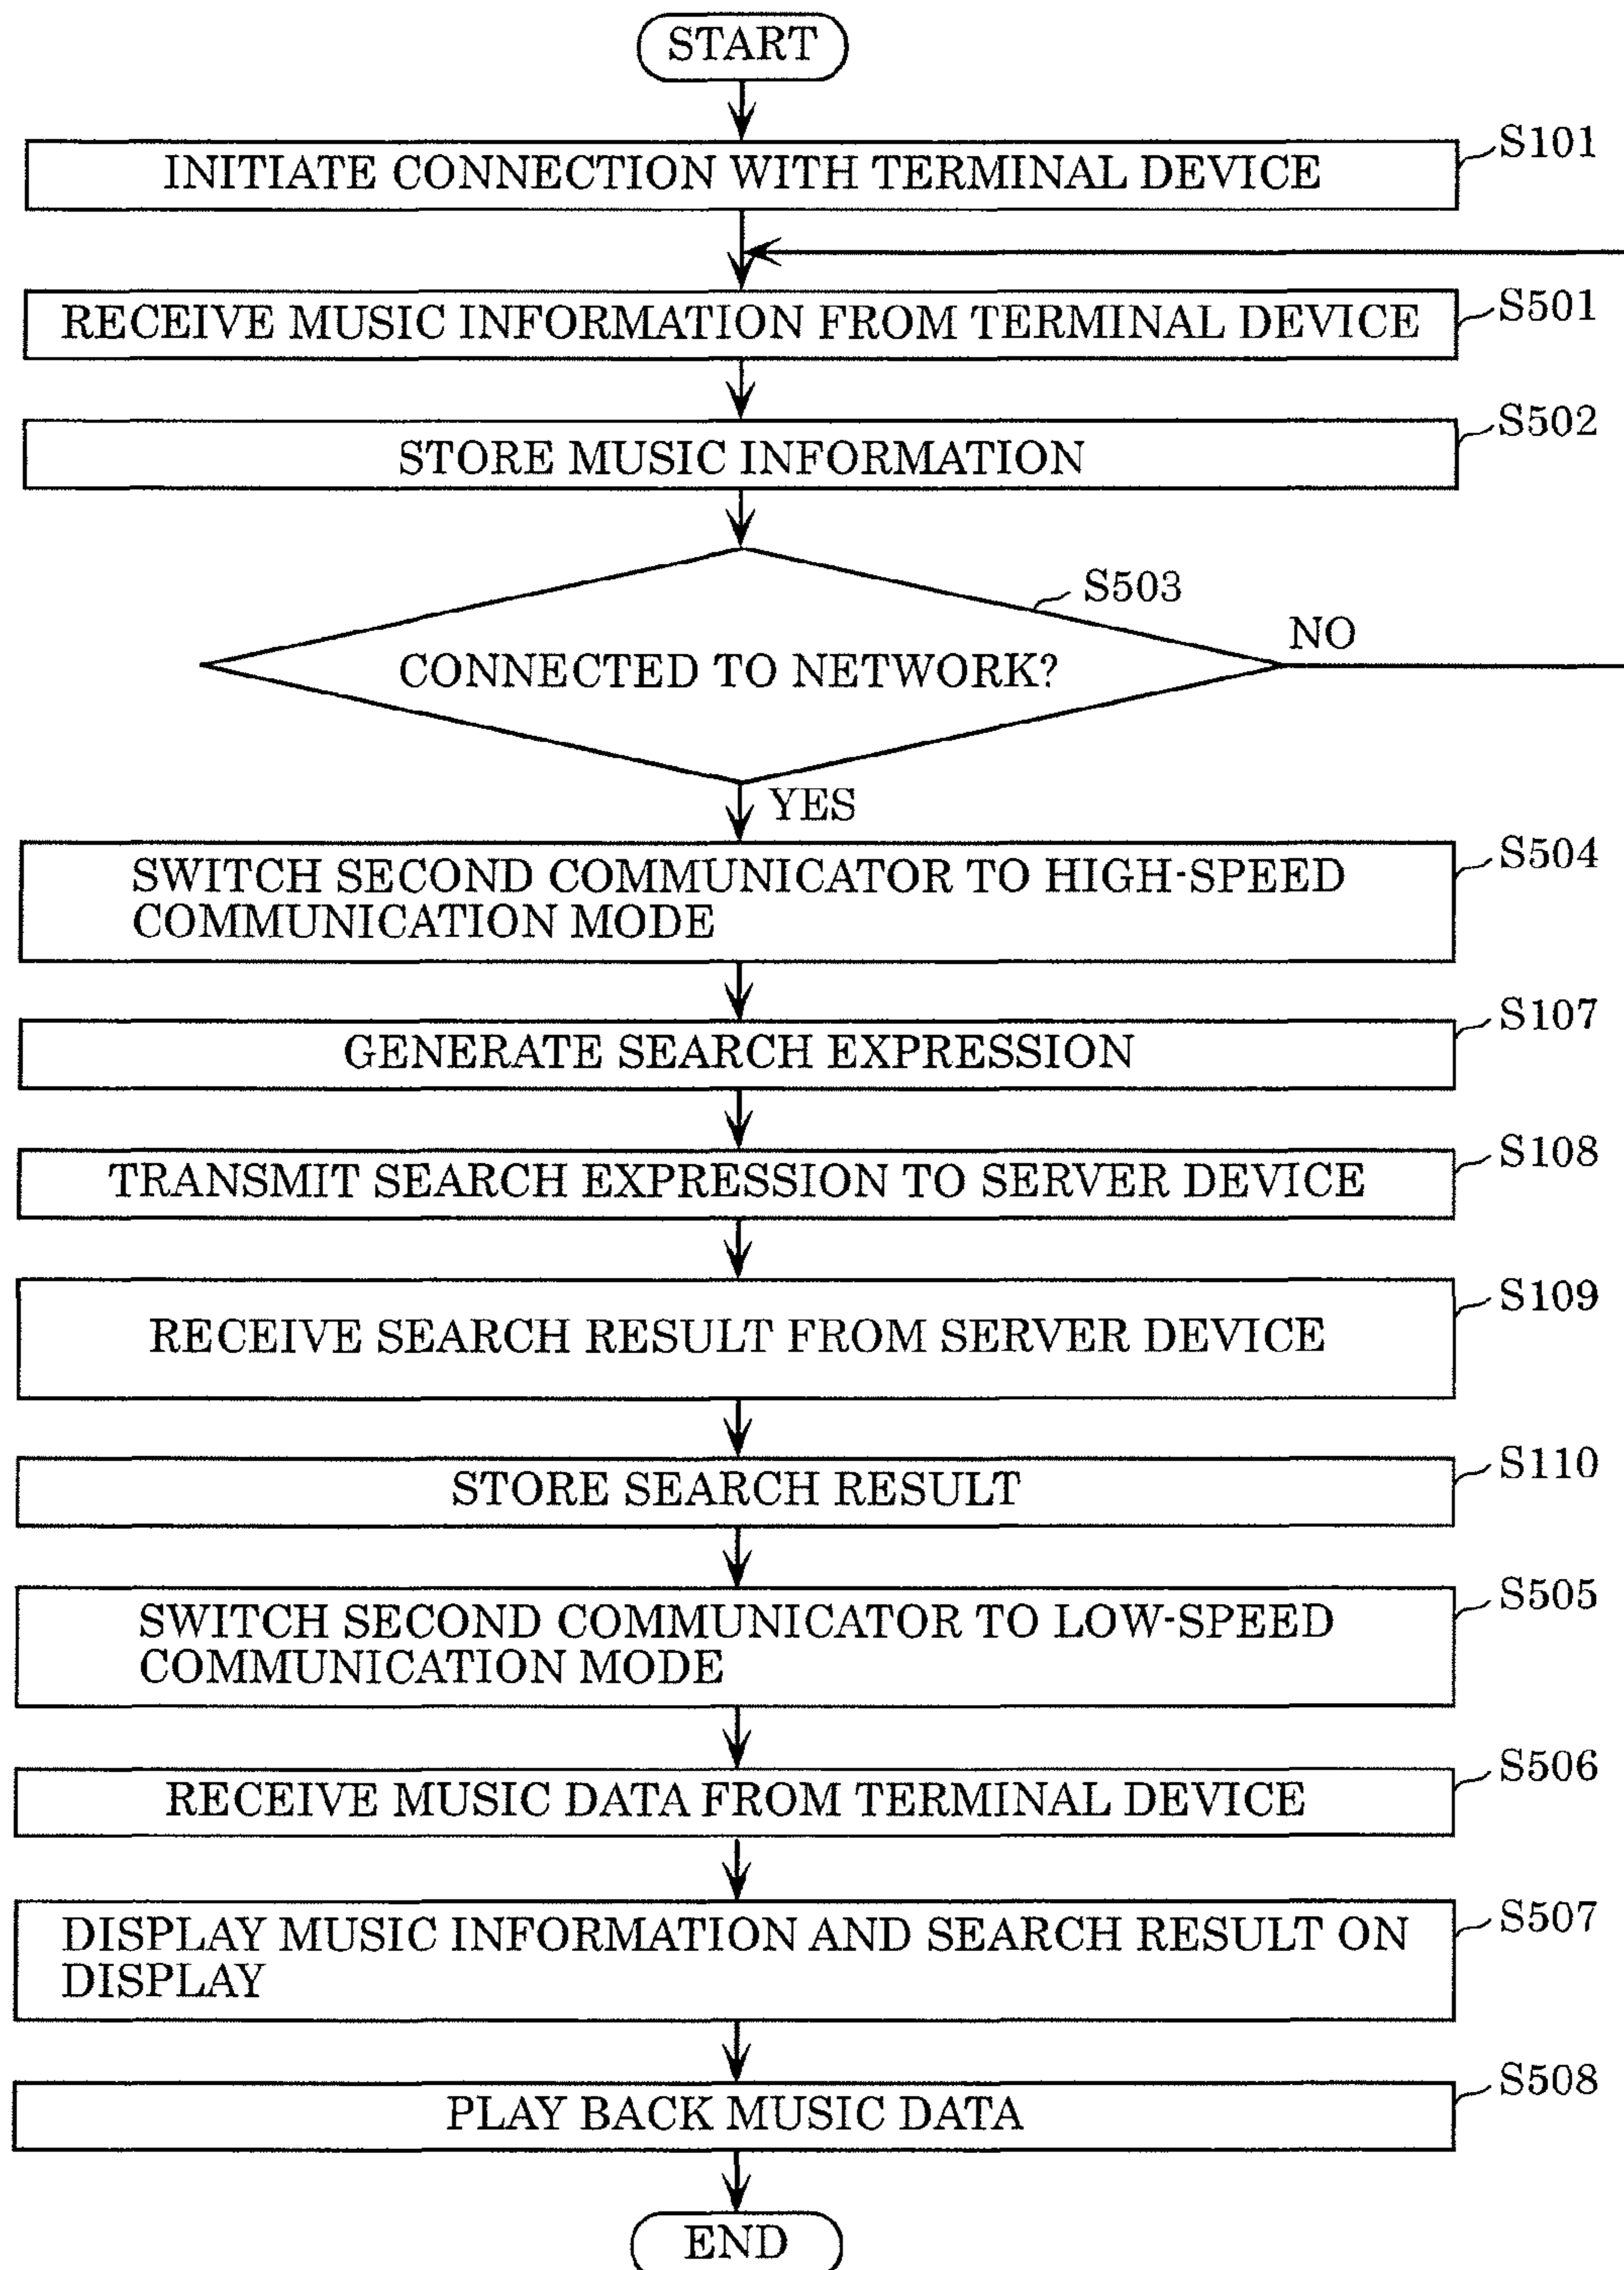 START
INITIATE CONNECTION WITH TERMINAL DEVICE
S101
RECEIVE MUSIC INFORMATION FROM TERMINAL DEVICE
S501
STORE MUSIC INFORMATION
S502
S503
CONNECTED TO NETWORK?
NO
YES
SWITCH SECOND COMMUNICATOR TO HIGH-SPEED
COMMUNICATION MODE
S504
GENERATE SEARCH EXPRESSION
S107
TRANSMIT SEARCH EXPRESSION TO SERVER DEVICE
S108
RECEIVE SEARCH RESULT FROM SERVER DEVICE
S109
STORE SEARCH RESULT
S110
SWITCH SECOND COMMUNICATOR TO LOW-SPEED
COMMUNICATION MODE
S505
RECEIVE MUSIC DATA FROM TERMINAL DEVICE
S506
DISPLAY MUSIC INFORMATION AND SEARCH RESULT ON
DISPLAY
S507
PLAY BACK MUSIC DATA
S508
END